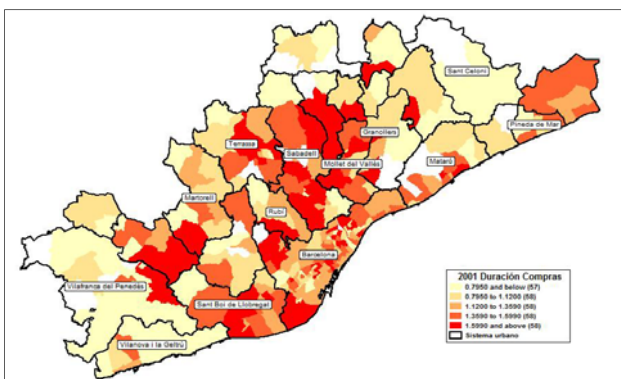 Sant Celoni
Pineda de Mar
Granollers
Terrassa
Sabadell
Mollet del Vallès
Mataró
Martorell
Rubí
Barcelona
Vilafranca del Penedès
Sant Boi de Llobregat
Vilanova i la Geltrú
2001 Duración Compras
0.7950 and below (57)
0.7950 to 1.1200 (58)
1.1200 to 1.3590 (58)
1.3590 to 1.5990 (58)
1.5990 and above (58)
Sistema urbano